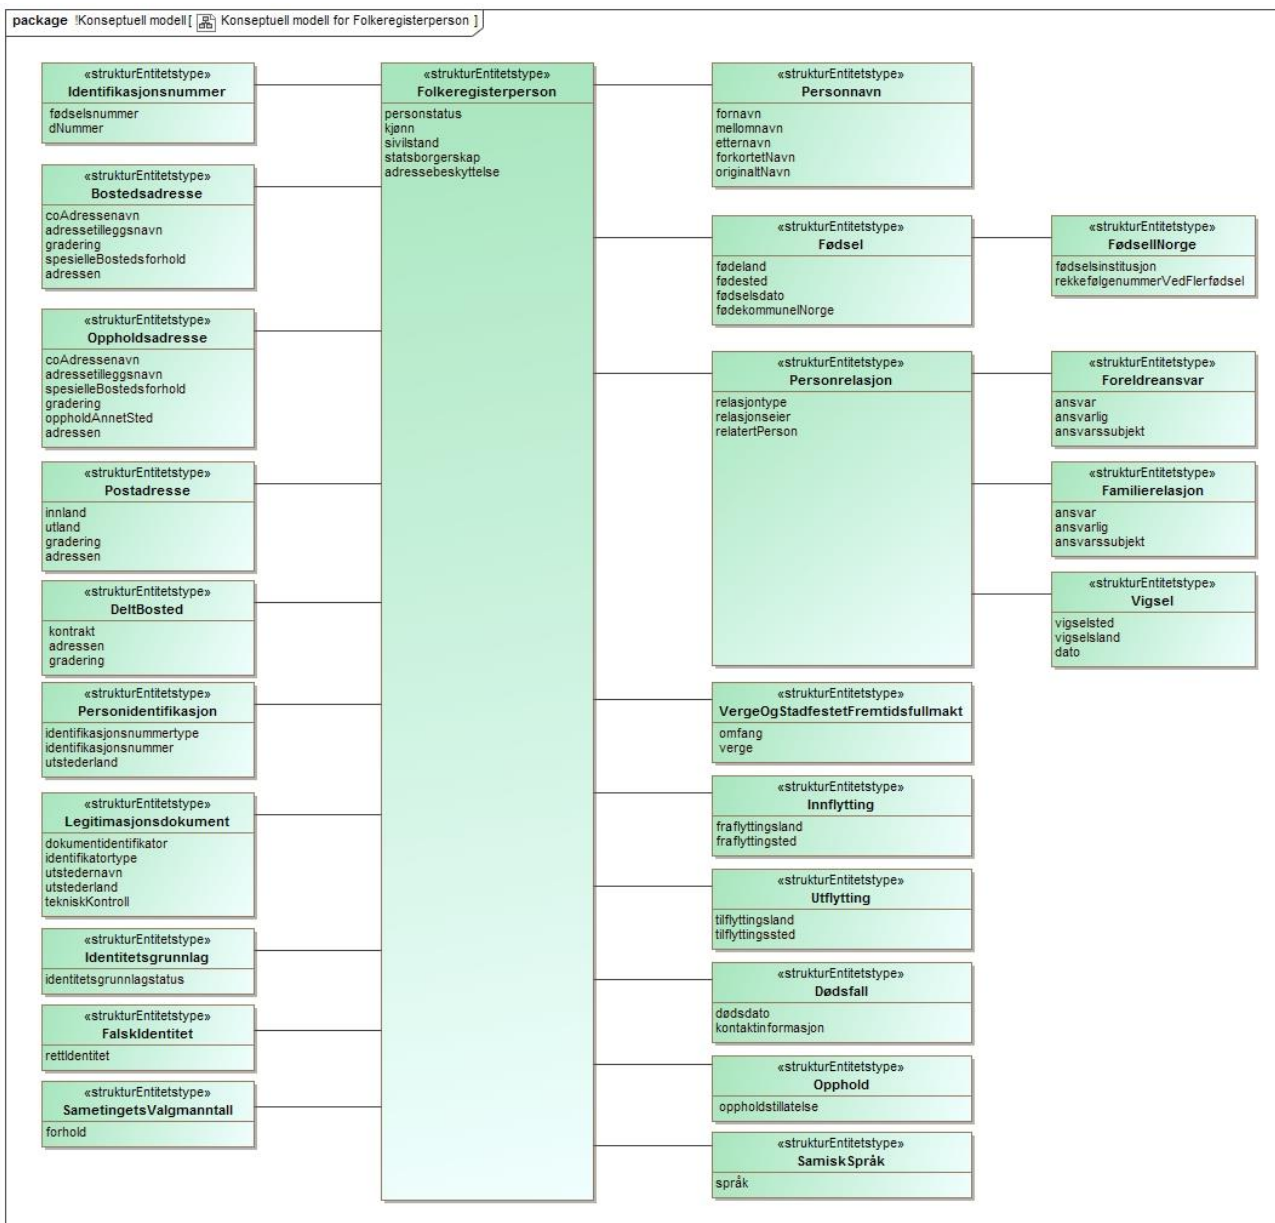 package !Konseptuell modell[ Konseptuell modell for Folkeregisterperson ]
«strukturEntitetstype»
Identifikasjonsnummer
fødselsnummer
dNummer
«strukturEntitetstype»
Bostedsadresse
coAdressenavn
adressetilleggsnavn
gradering
spesielleBostedsforhold
adressen
«strukturEntitetstype»
Oppholdsadresse
coAdressenavn
adressetilleggsnavn
spesielleBostedsforhold
gradering
oppholdAnnetSted
adressen
«strukturEntitetstype»
Postadresse
innland
utland
gradering
adressen
«strukturEntitetstype»
DeltBosted
kontrakt
adressen
gradering
«strukturEntitetstype»
Personidentifikasjon
identifikasjonsnummertype
identifikasjonsnummer
utstederland
«strukturEntitetstype»
Legitimasjonsdokument
dokumentidentifikator
identifikatortype
utstedernavn
utstederland
tekniskKontroll
«strukturEntitetstype»
Identitetsgrunnlag
identitetsgrunnlagstatus
«strukturEntitetstype»
FalskIdentitet
rettIdentitet
«strukturEntitetstype»
SametingetsValgmanntall
forhold
«strukturEntitetstype»
Folkeregisterperson
personstatus
kjønn
sivilstand
statsborgerskap
adressebeskyttelse
«strukturEntitetstype»
Personnavn
fornavn
mellomnavn
etternavn
forkortetNavn
originaltNavn
«strukturEntitetstype»
Fødsel
fødeland
fødested
fødselsdato
fødekommuneINorge
«strukturEntitetstype»
FødselINorge
fødselsinstitusjon
rekkefølgenummerVedFlerfødsel
«strukturEntitetstype»
Personrelasjon
relasjontype
relasjonseier
relatertPerson
«strukturEntitetstype»
Foreldreansvar
ansvar
ansvarlig
ansvarssubjekt
«strukturEntitetstype»
Familierelasjon
ansvar
ansvarlig
ansvarssubjekt
«strukturEntitetstype»
Vigsel
vigselsted
vigselsland
dato
«strukturEntitetstype»
VergeOgStadfestetFremtidsfullmakt
omfang
verge
«strukturEntitetstype»
Innflytting
fraflyttingsland
fraflyttingsted
«strukturEntitetstype»
Utflytting
tilflyttingsland
tilflyttingssted
«strukturEntitetstype»
Dødsfall
dødsdato
kontaktinformasjon
«strukturEntitetstype»
Opphold
oppholdstillatelse
«strukturEntitetstype»
SamiskSpråk
språk